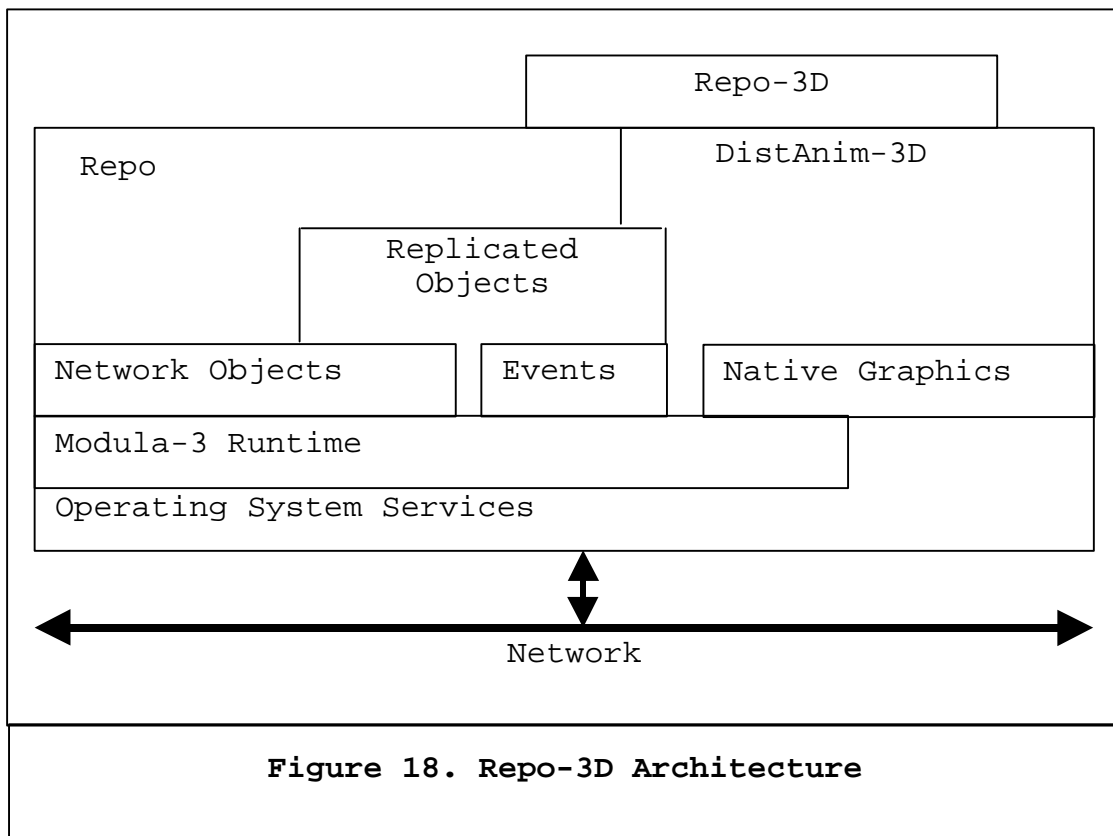 Repo-3D
Repo
DistAnim-3D
Replicated
Objects
Network Objects
Events
Native Graphics
Modula-3 Runtime
Operating System Services
Network
Figure 18. Repo-3D Architecture